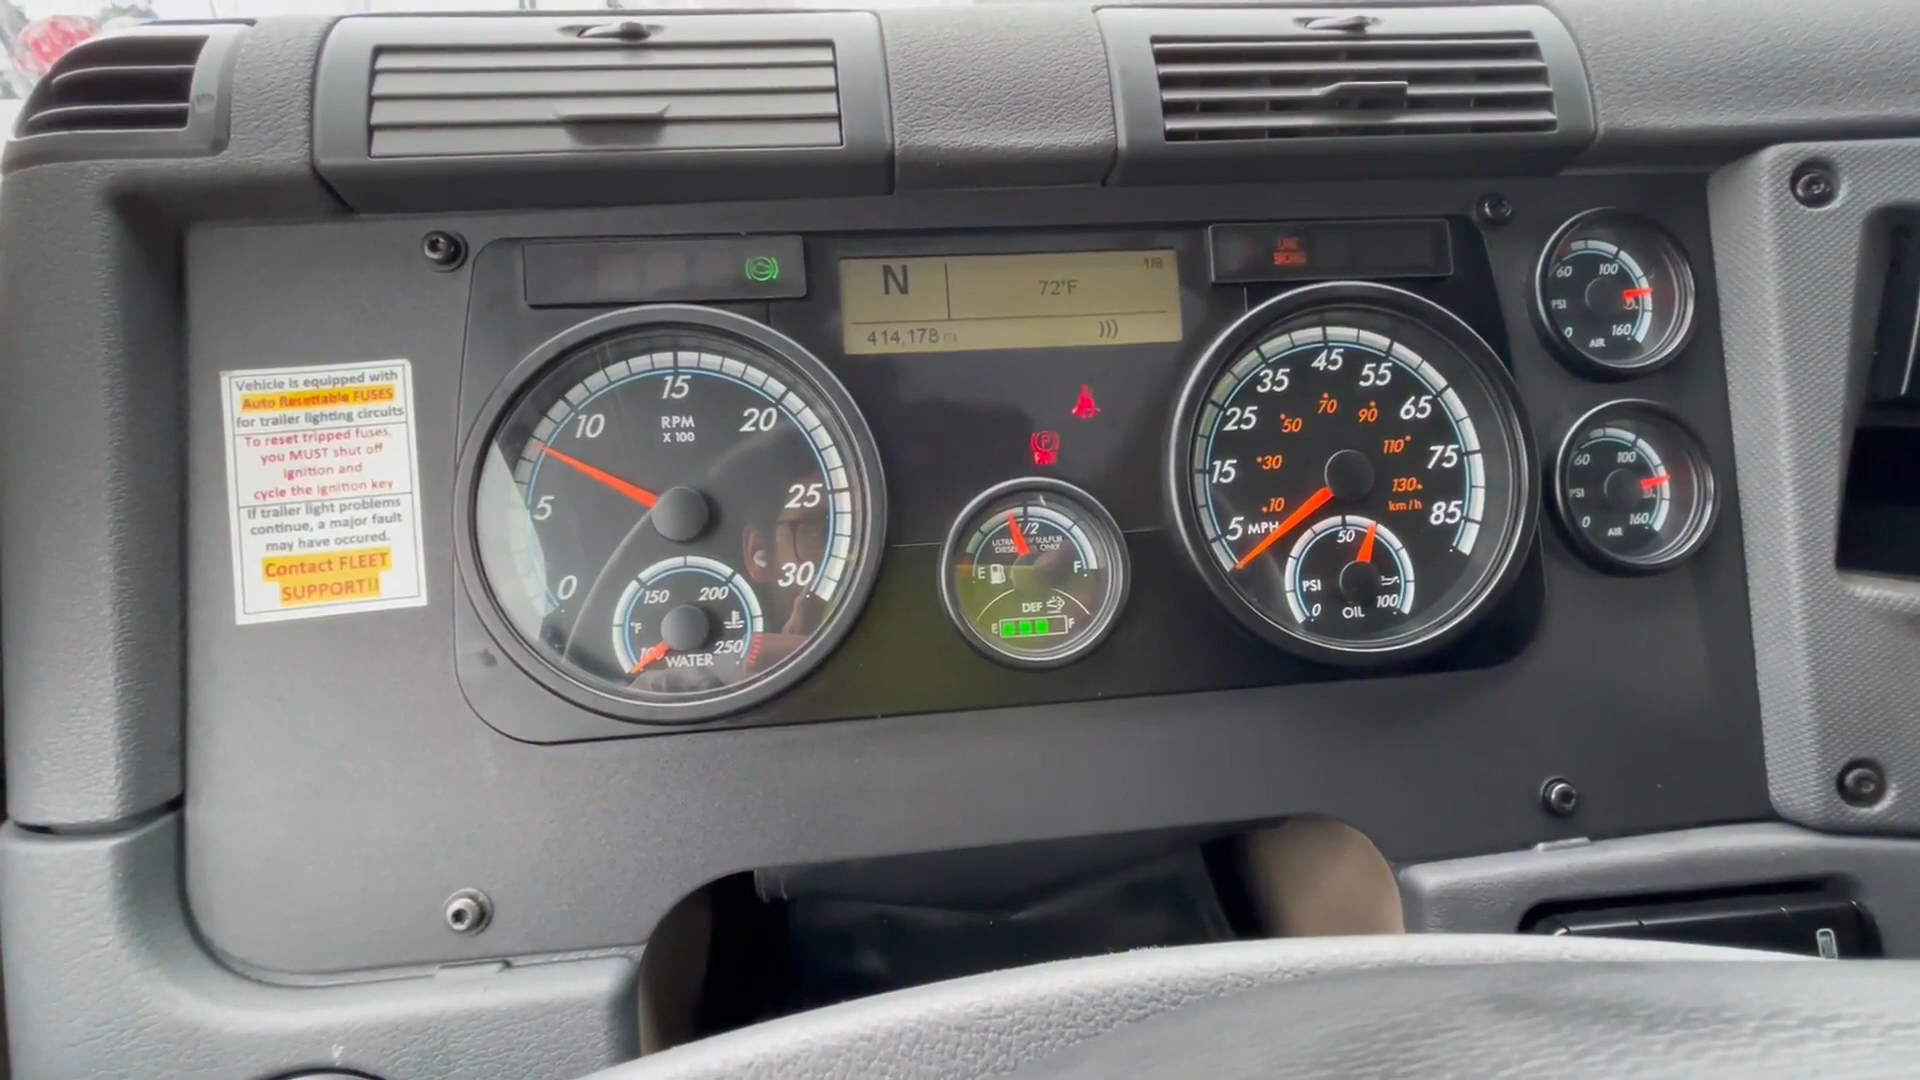 Vehicle is equipped with
Auto Resettable FUSES
for trailer lighting circuits
To reset tripped fuses,
you MUST shut off
ignition and
cycle the ignition key
If trailer light problems
continue, a major fault
may have occured.
Contact FLEET
SUPPORT!!
N
72°F
1/8
414,178 m
)))
0
5
10
15
20
25
30
RPM
X 100
°F
150
200
250
WATER
P
1/2
DIESEL ONLY
E
F
DEF
E
F
5
15
25
35
45
55
65
75
85
MPH
10
30
50
70
90
110
130
km/h
PSI
0
50
100
OIL
60
100
PSI
0
160
AIR
60
100
PSI
0
160
AIR